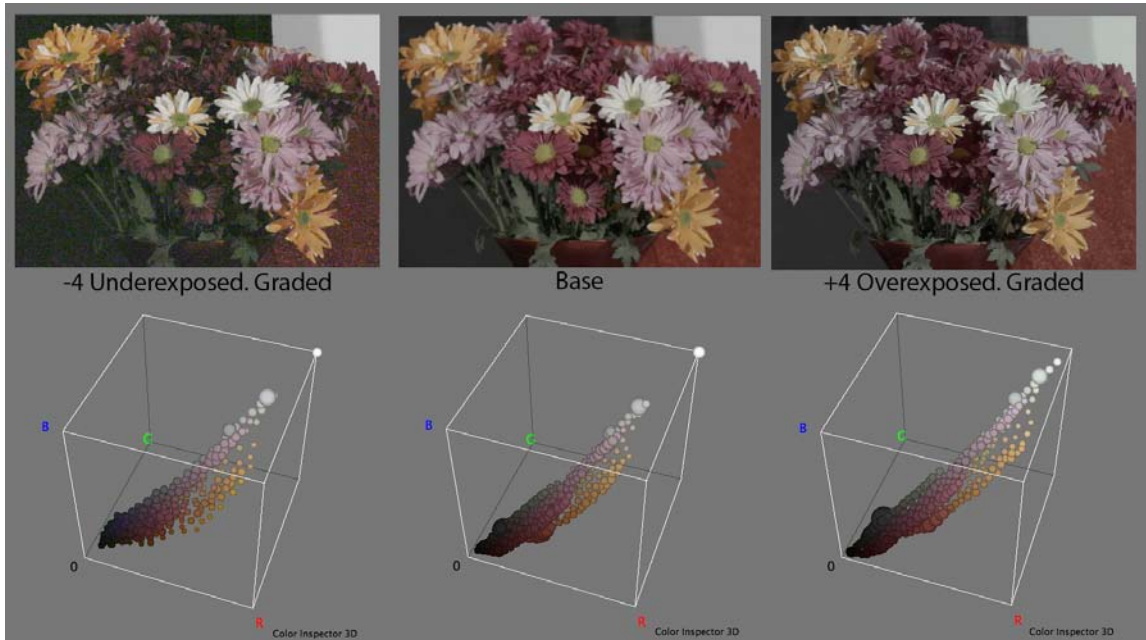 -4 Underexposed. Graded
Base
+4 Overexposed. Graded
B
G
0
R
Color Inspector 3D
B
G
0
R
Color Inspector 3D
B
G
0
R
Color Inspector 3D